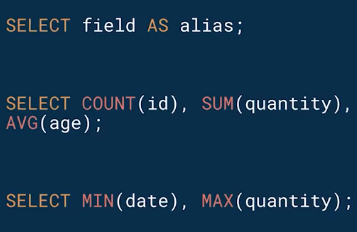 SELECT field AS alias;
SELECT COUNT(id), SUM(quantity),
AVG(age);
SELECT MIN(date), MAX(quantity);